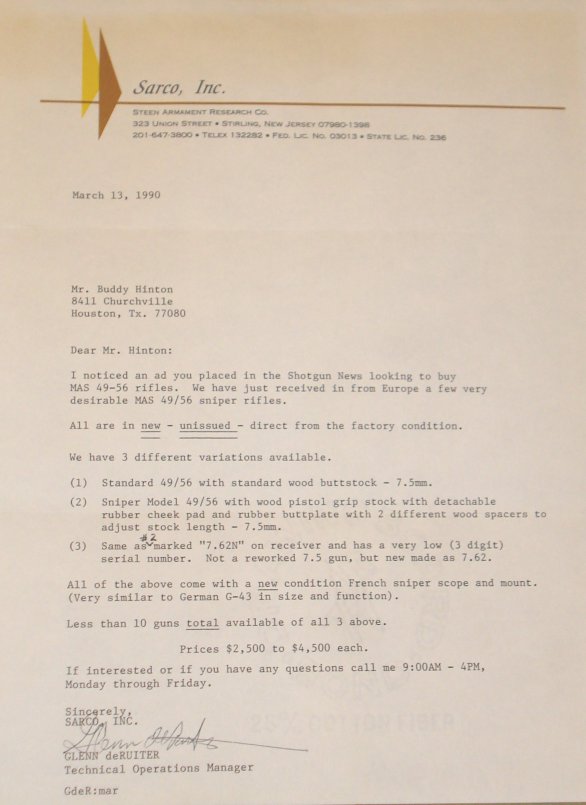 Sarco, Inc.
STEEN ARMAMENT RESEARCH CO.
323 UNION STREET • STIRLING, NEW JERSEY 07980-1398
201-647-3800 • TELEX 132282 • FED. LIC. NO. 03013 • STATE LIC. NO. 236
March 13, 1990
Mr. Buddy Hinton
8411 Churchville
Houston, Tx. 77080
Dear Mr. Hinton:
I noticed an ad you placed in the Shotgun News looking to buy
MAS 49-56 rifles. We have just received in from Europe a few very
desirable MAS 49/56 sniper rifles.
All are in new - unissued - direct from the factory condition.
We have 3 different variations available.
(1) Standard 49/56 with standard wood buttstock - 7.5mm.
(2) Sniper Model 49/56 with wood pistol grip stock with detachable
rubber cheek pad and rubber buttplate with 2 different wood spacers to
adjust stock length - 7.5mm.
#2
(3) Same as marked "7.62N" on receiver and has a very low (3 digit)
serial number. Not a reworked 7.5 gun, but new made as 7.62.
All of the above come with a new condition French sniper scope and mount.
(Very similar to German G-43 in size and function).
Less than 10 guns total available of all 3 above.
Prices $2,500 to $4,500 each.
If interested or if you have any questions call me 9:00AM - 4PM,
Monday through Friday.
Sincerely,
SARCO, INC.
GLENN deRUITER
Technical Operations Manager
GdeR:mar